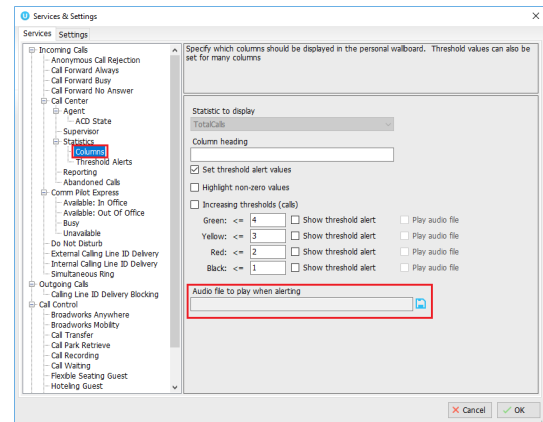 Services & Settings
Services Settings
Incoming Calls
Anonymous Call Rejection
Call Forward Always
Call Forward Busy
Call Forward No Answer
Call Center
Agent
ACD State
Supervisor
Statistics
Columns
Threshold Alerts
Reporting
Abandoned Calls
Comm Pilot Express
Available: In Office
Available: Out Of Office
Busy
Unavailable
Do Not Disturb
External Calling Line ID Delivery
Internal Calling Line ID Delivery
Simultaneous Ring
Outgoing Calls
Calling Line ID Delivery Blocking
Call Control
Broadworks Anywhere
Broadworks Mobility
Call Transfer
Call Park Retrieve
Call Recording
Call Waiting
Flexible Seating Guest
Hoteling Guest
Specify which columns should be displayed in the personal wallboard. Threshold values can also be
set for many columns
Statistic to display
TotalCalls
Column heading
Set threshold alert values
Highlight non-zero values
Increasing thresholds (calls)
Green: <= 4 Show threshold alert Play audio file
Yellow: <= 3 Show threshold alert Play audio file
Red: <= 2 Show threshold alert Play audio file
Black: <= 1 Show threshold alert Play audio file
Audio file to play when alerting
Cancel OK